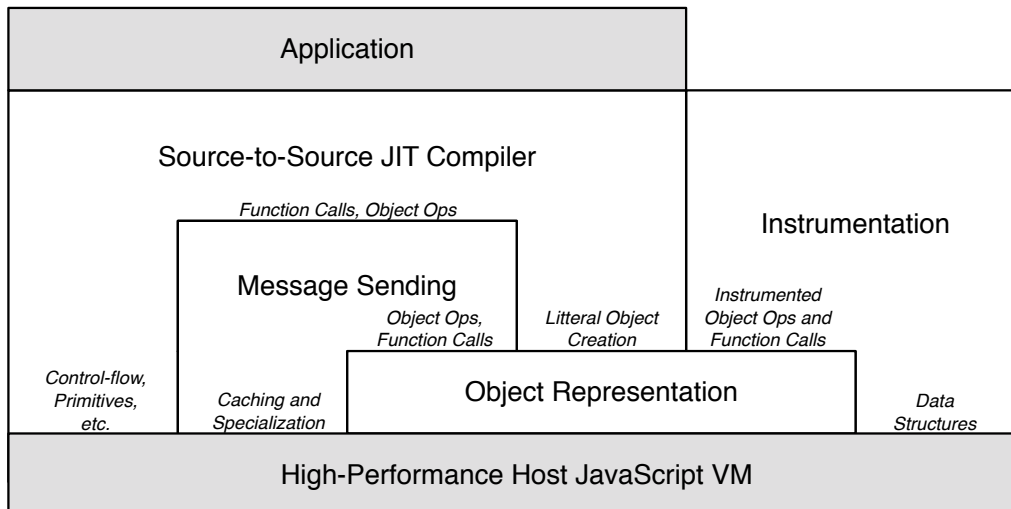 Application
Source-to-Source JIT Compiler
Function Calls, Object Ops
Instrumentation
Message Sending
Object Ops,
Function Calls
Litteral Object
Creation
Instrumented
Object Ops and
Function Calls
Control-flow,
Primitives,
etc.
Caching and
Specialization
Object Representation
Data
Structures
High-Performance Host JavaScript VM